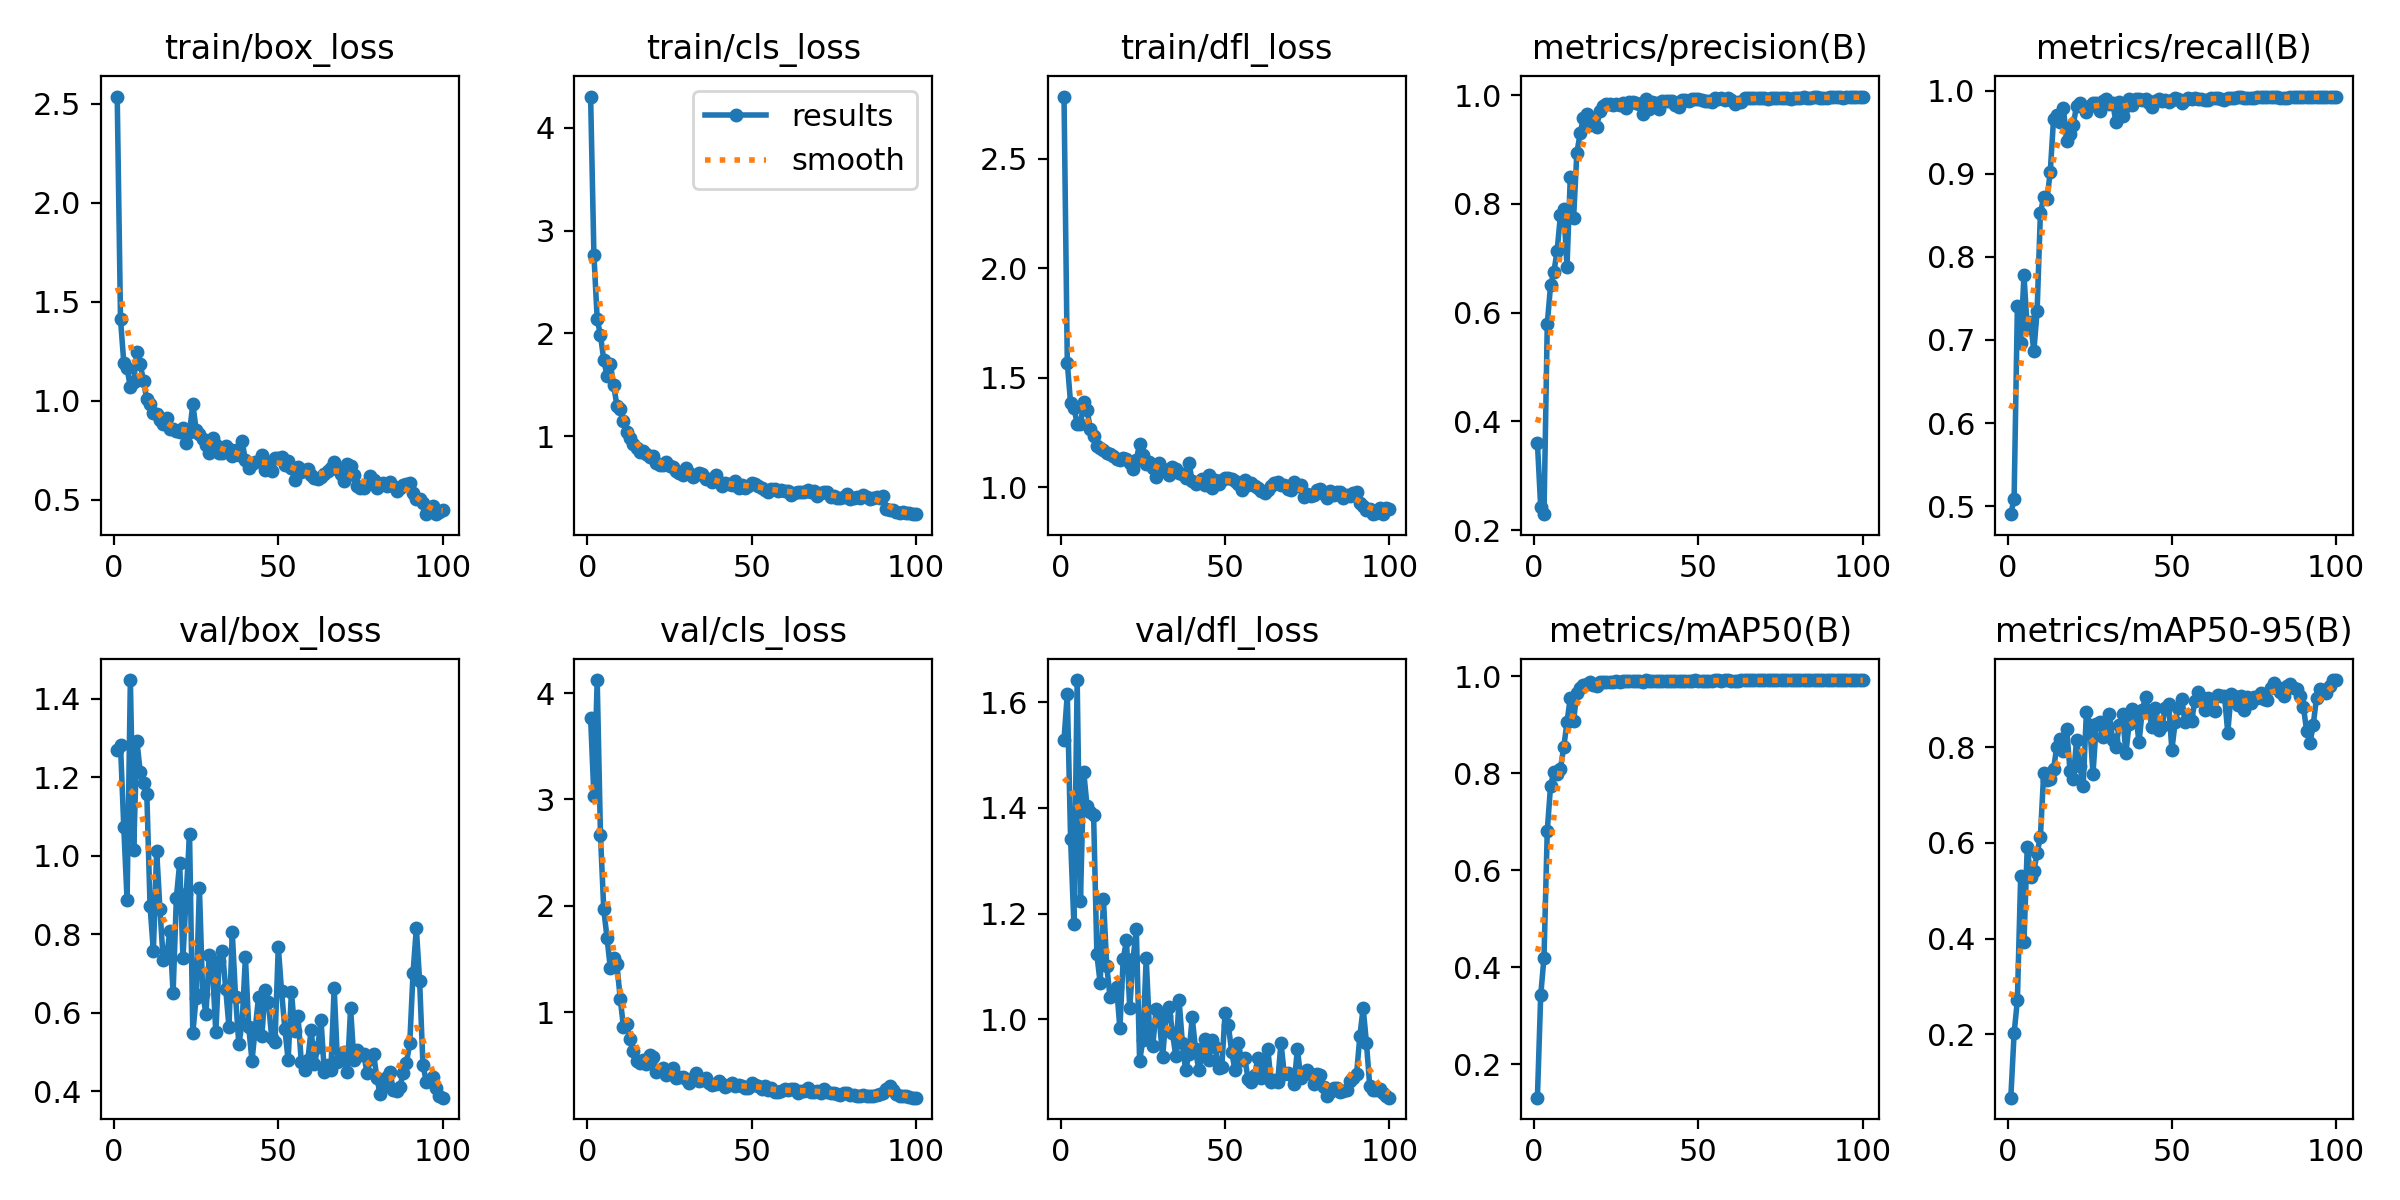 train/box_loss
2.5
2.0
1.5
1.0
0.5
0 50 100
train/cls_loss
results
smooth
4
3
2
1
0 50 100
train/dfl_loss
2.5
2.0
1.5
1.0
0 50 100
metrics/precision(B)
1.0
0.8
0.6
0.4
0.2
0 50 100
metrics/recall(B)
1.0
0.9
0.8
0.7
0.6
0.5
0 50 100
val/box_loss
1.4
1.2
1.0
0.8
0.6
0.4
0 50 100
val/cls_loss
4
3
2
1
0 50 100
val/dfl_loss
1.6
1.4
1.2
1.0
0 50 100
metrics/mAP50(B)
1.0
0.8
0.6
0.4
0.2
0 50 100
metrics/mAP50-95(B)
0.8
0.6
0.4
0.2
0 50 100